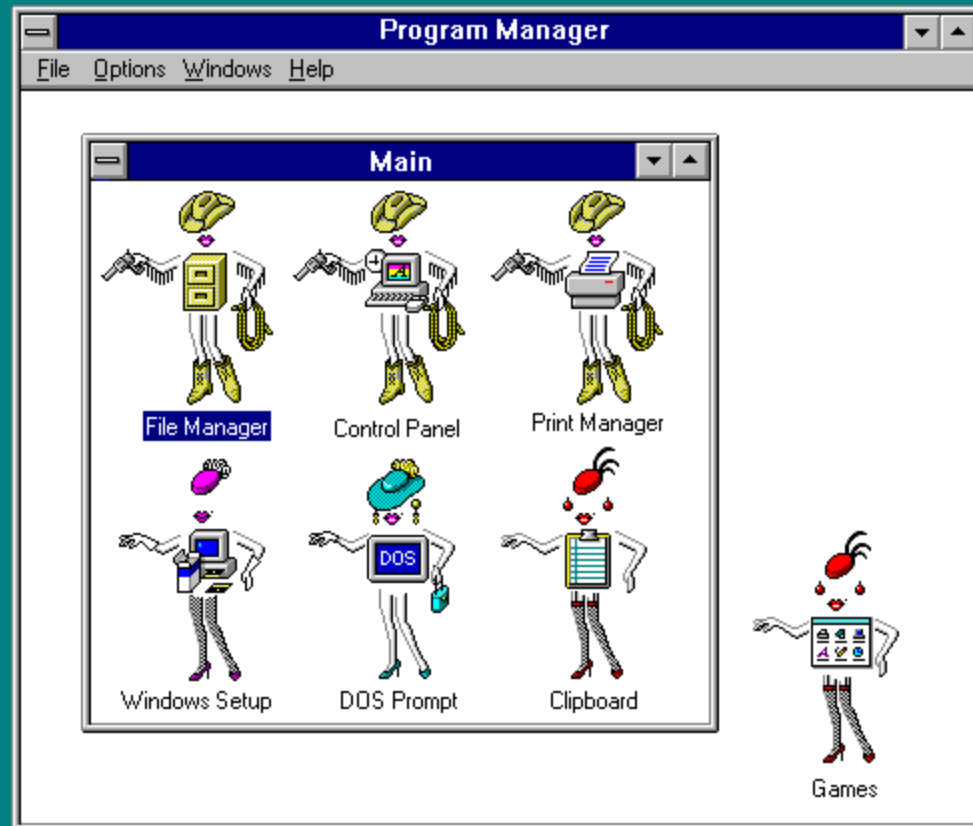 Program Manager
File Options Windows Help
Main
File Manager
Control Panel
Print Manager
DOS
Windows Setup
DOS Prompt
Clipboard
Games